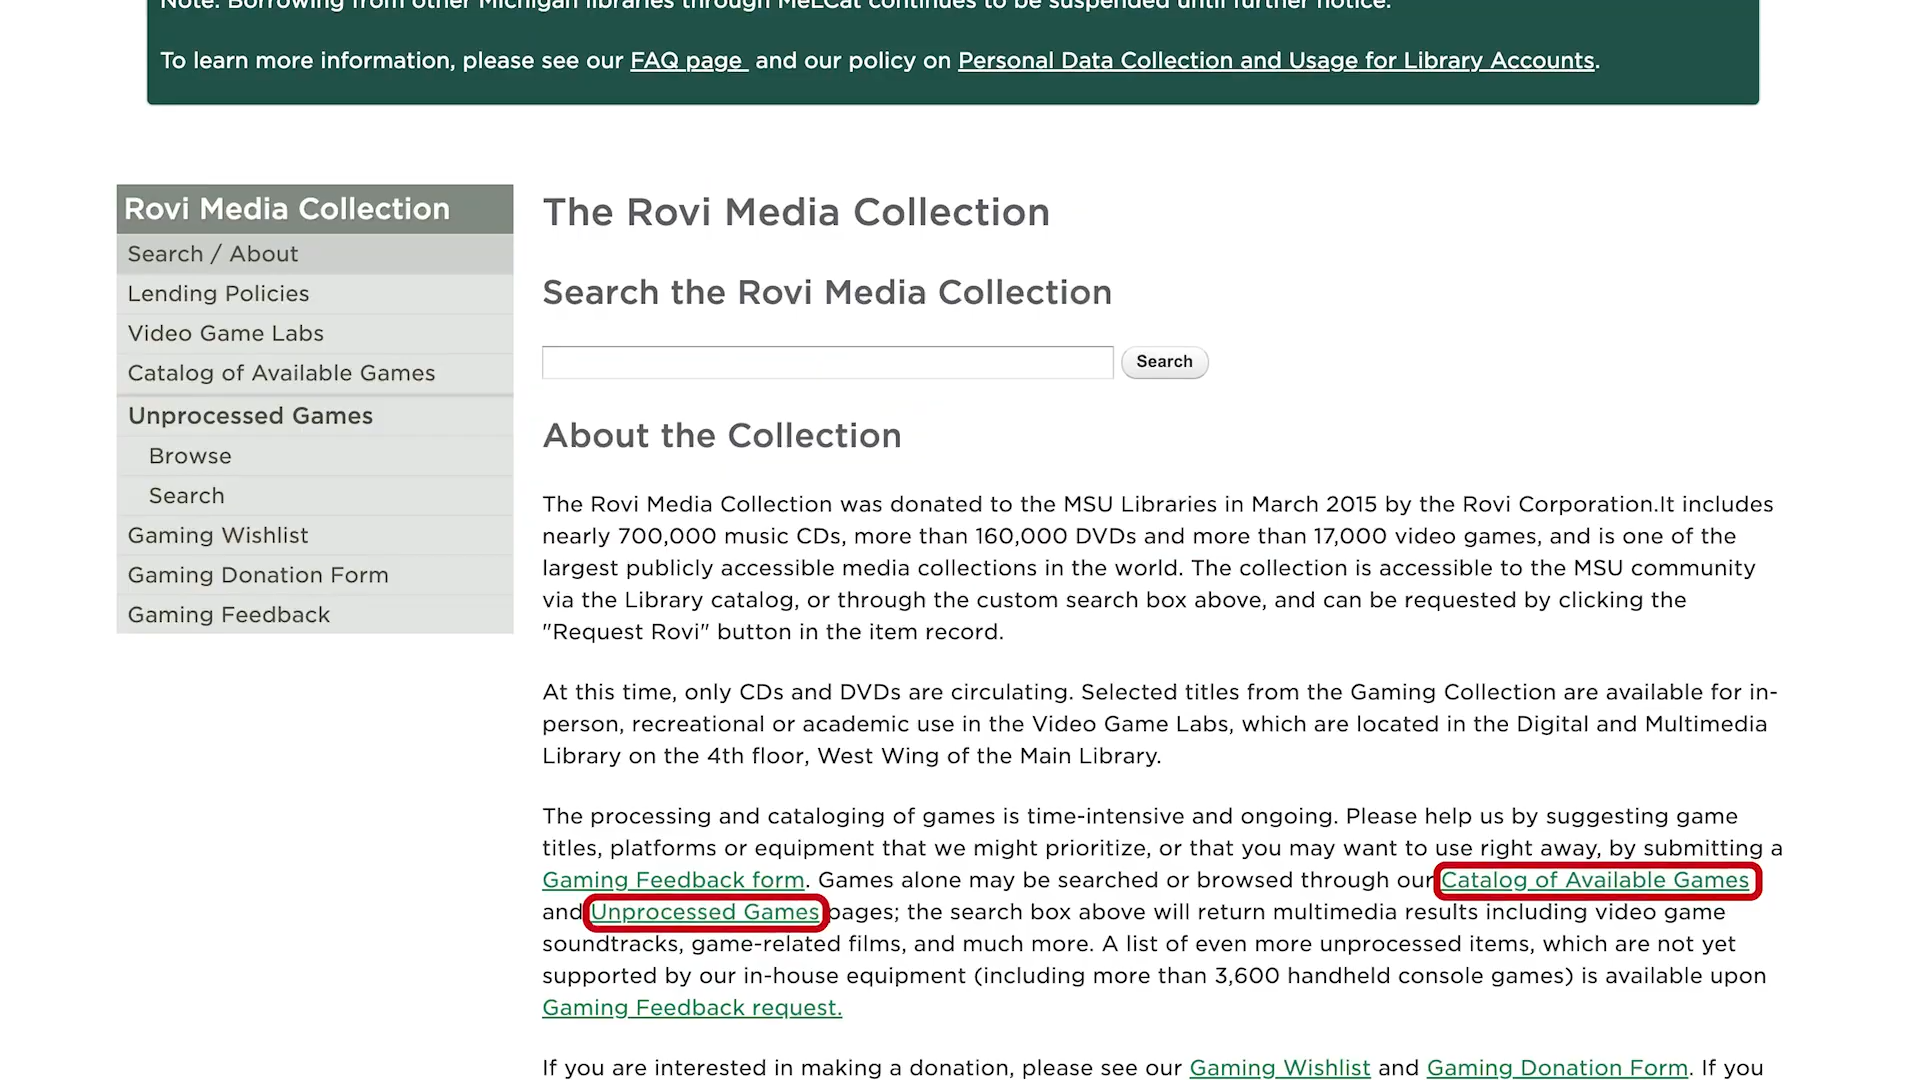 Note: Borrowing from other Michigan libraries through MeLCat continues to be suspended until further notice.
To learn more information, please see our FAQ page and our policy on Personal Data Collection and Usage for Library Accounts.
Rovi Media Collection
Search / About
Lending Policies
Video Game Labs
Catalog of Available Games
Unprocessed Games
Browse
Search
Gaming Wishlist
Gaming Donation Form
Gaming Feedback
The Rovi Media Collection
Search the Rovi Media Collection
Search
About the Collection
The Rovi Media Collection was donated to the MSU Libraries in March 2015 by the Rovi Corporation.It includes
nearly 700,000 music CDs, more than 160,000 DVDs and more than 17,000 video games, and is one of the
largest publicly accessible media collections in the world. The collection is accessible to the MSU community
via the Library catalog, or through the custom search box above, and can be requested by clicking the
"Request Rovi" button in the item record.
At this time, only CDs and DVDs are circulating. Selected titles from the Gaming Collection are available for in-
person, recreational or academic use in the Video Game Labs, which are located in the Digital and Multimedia
Library on the 4th floor, West Wing of the Main Library.
The processing and cataloging of games is time-intensive and ongoing. Please help us by suggesting game
titles, platforms or equipment that we might prioritize, or that you may want to use right away, by submitting a
Gaming Feedback form. Games alone may be searched or browsed through our Catalog of Available Games
and Unprocessed Games pages; the search box above will return multimedia results including video game
soundtracks, game-related films, and much more. A list of even more unprocessed items, which are not yet
supported by our in-house equipment (including more than 3,600 handheld console games) is available upon
Gaming Feedback request.
If you are interested in making a donation, please see our Gaming Wishlist and Gaming Donation Form. If you